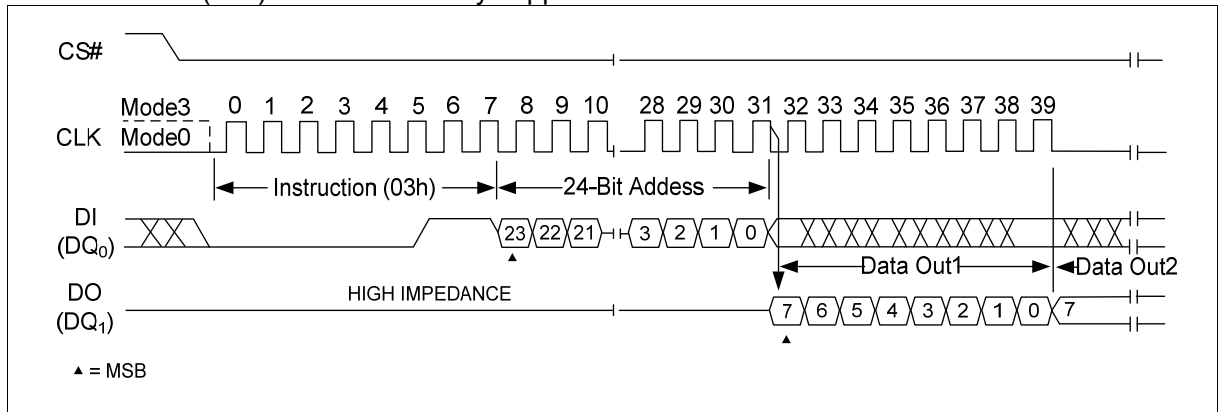 CS#
Mode3 0 1 2 3 4 5 6 7 8 9 10 28 29 30 31 32 33 34 35 36 37 38 39
CLK Mode0
Instruction (03h) 24-Bit Addess
DI
(DQ0) 23 22 21 3 2 1 0
Data Out1 Data Out2
DO HIGH IMPEDANCE
(DQ1) 7 6 5 4 3 2 1 0 7
▲ = MSB